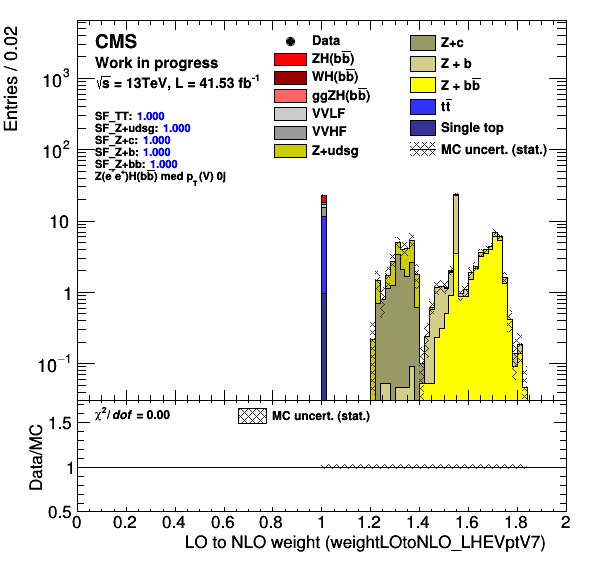 CMS
Work in progress
√s = 13TeV, L = 41.53 fb⁻¹
SF_TT: 1.000
SF_Z+udsg: 1.000
SF_Z+c: 1.000
SF_Z+b: 1.000
SF_Z+bb: 1.000
Z(e⁻e⁺)H(bb̅) med p_T(V) 0j
Data
ZH(bb̅)
WH(bb̅)
ggZH(bb̅)
VVLF
VVHF
Z+udsg
Z+c
Z + b
Z + bb̅
tt̅
Single top
MC uncert. (stat.)
Entries / 0.02
10³
10²
10
1
10⁻¹
χ²/dof = 0.00
MC uncert. (stat.)
Data/MC
1.5
1
0.5
0 0.2 0.4 0.6 0.8 1 1.2 1.4 1.6 1.8 2
LO to NLO weight (weightLOtoNLO_LHEVptV7)